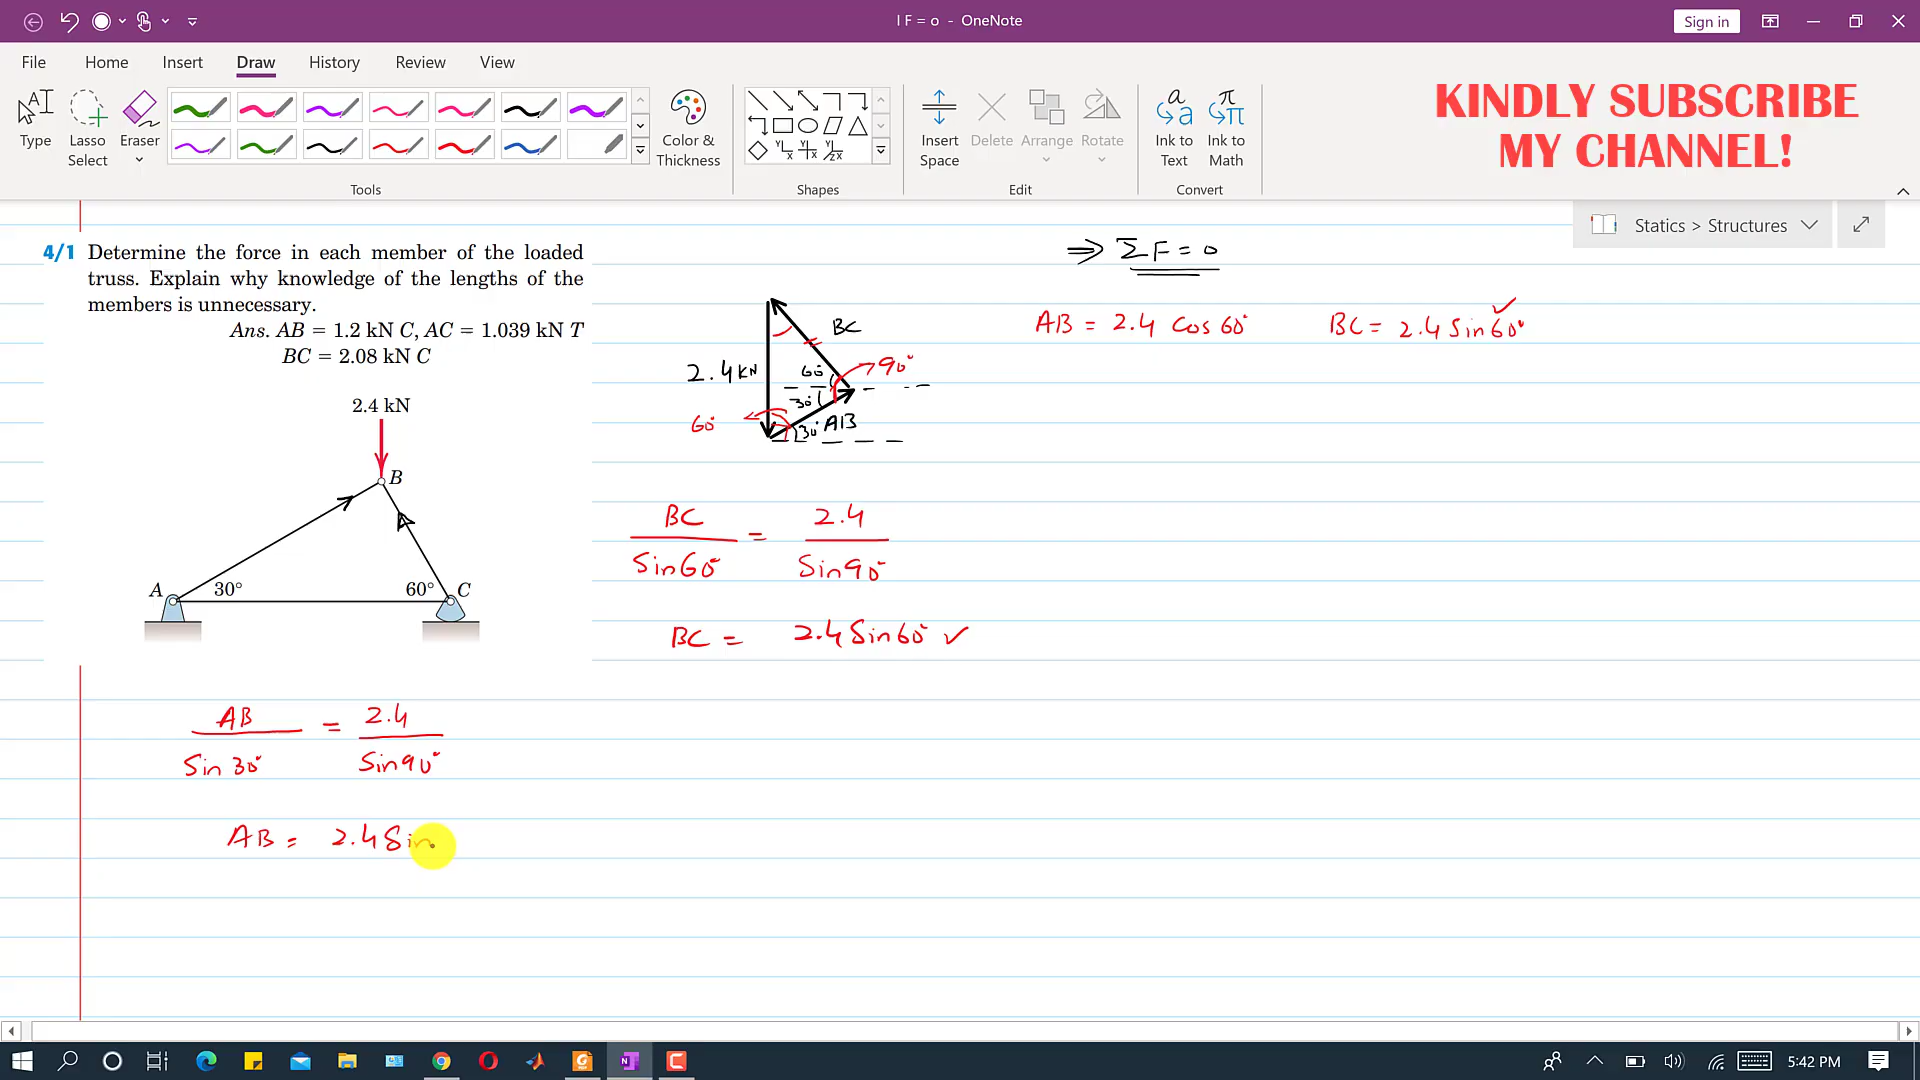 I F = o - OneNote
Sign in
File Home Insert Draw History Review View
Type
Lasso Select
Eraser
Color & Thickness
Insert Space
Delete
Arrange
Rotate
Ink to Text
Ink to Math
Tools
Shapes
Edit
Convert
KINDLY SUBSCRIBE
MY CHANNEL!
Statics > Structures
4/1 Determine the force in each member of the loaded
truss. Explain why knowledge of the lengths of the
members is unnecessary.
Ans. AB = 1.2 kN C, AC = 1.039 kN T
BC = 2.08 kN C
2.4 kN
B
A
30°
60°
C
⇒ ΣF = 0
AB = 2.4 Cos 60° BC = 2.4 Sin 60° ✓
BC
2.4 KN
60°
90°
30°
60°
30°
AB
BC / Sin60° = 2.4 / Sin90°
BC = 2.4 Sin 60° ✓
AB / Sin 30° = 2.4 / Sin90°
AB = 2.4 Sin
5:42 PM